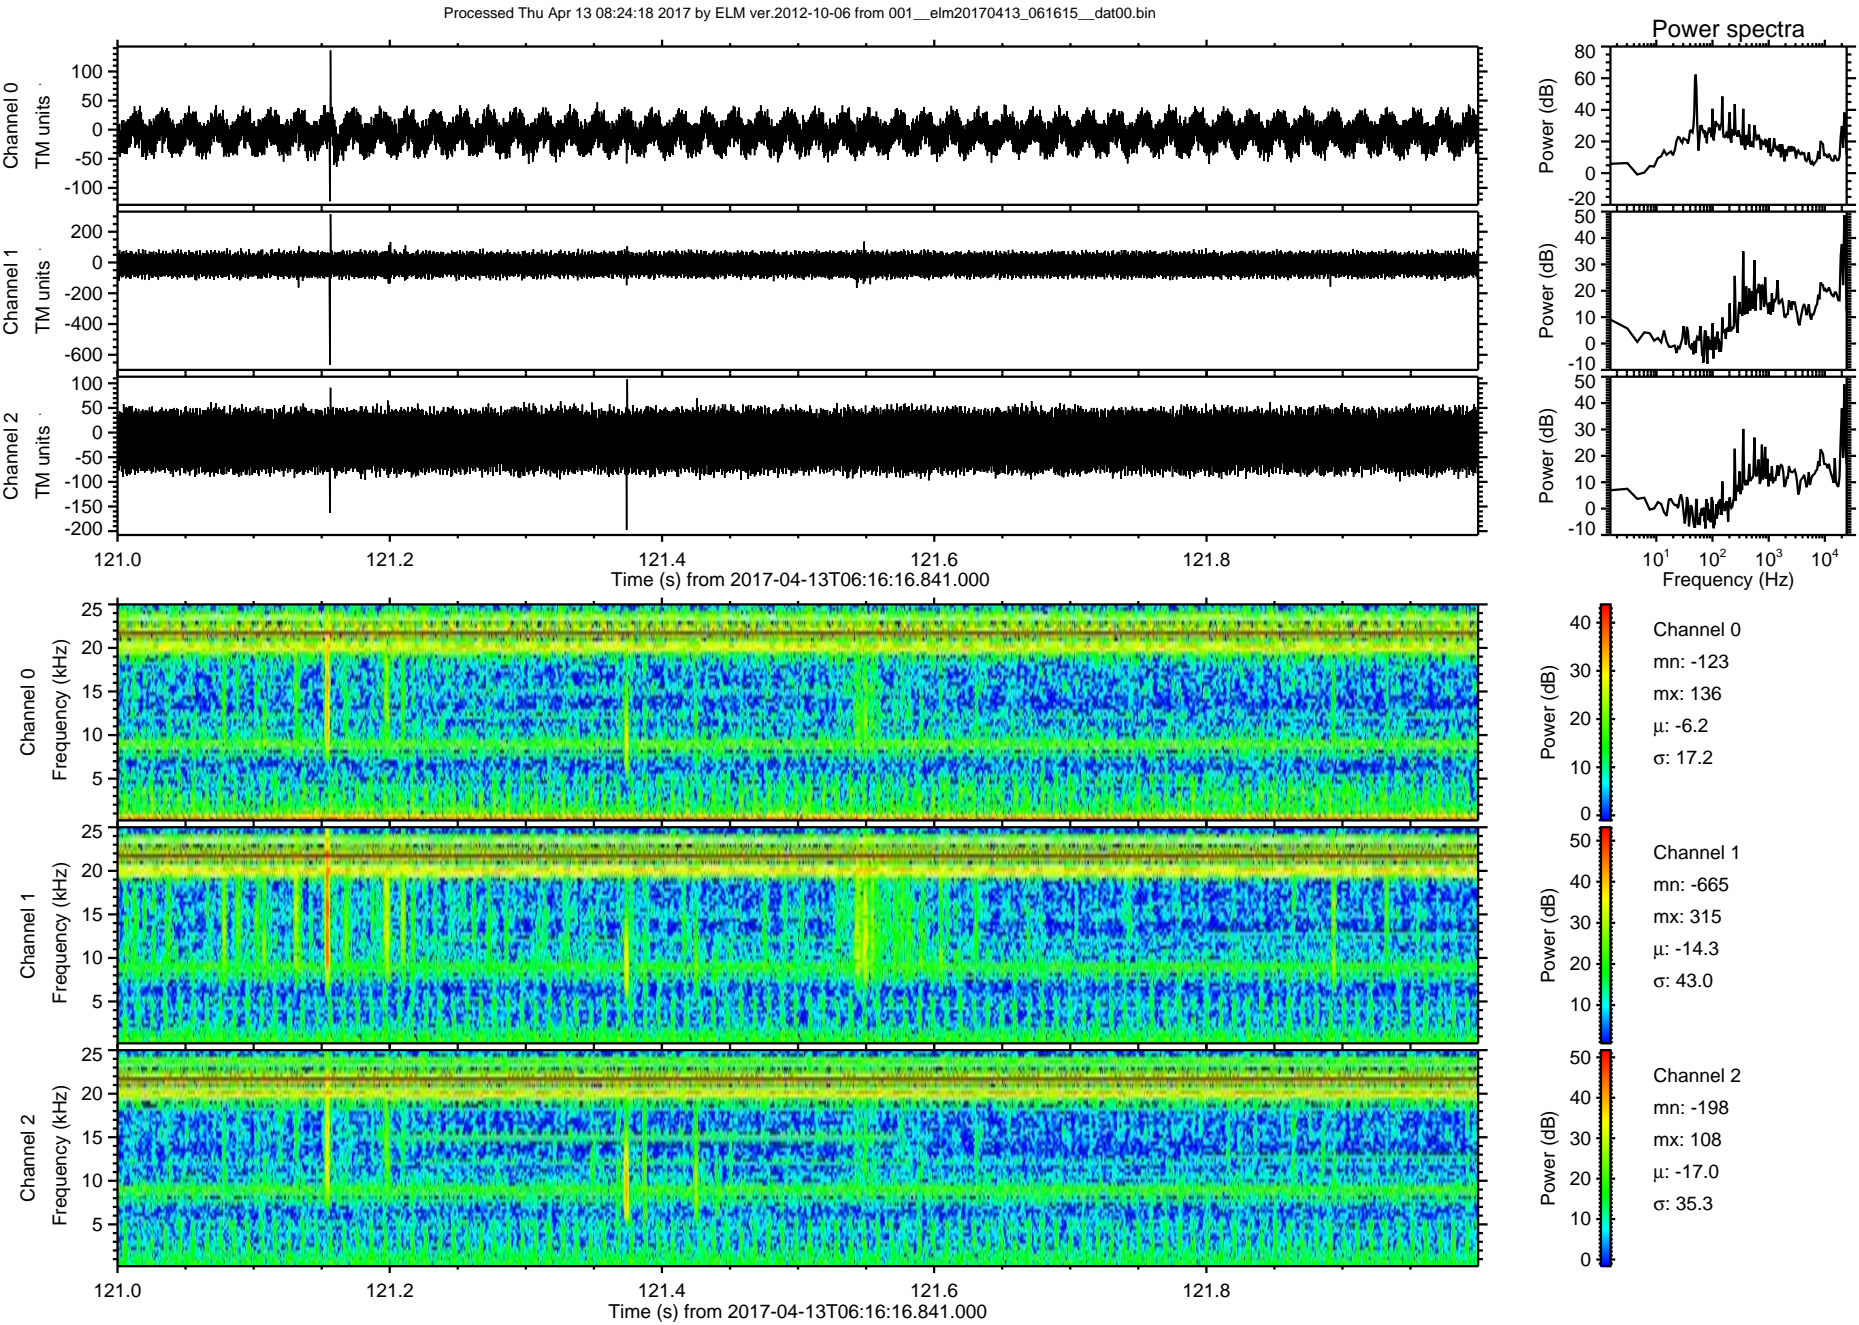 Processed Thu Apr 13 08:24:18 2017 by ELM ver.2012-10-06 from 001__elm20170413_061615__dat00.bin
Power spectra
Channel 0
TM units
100
50
0
-50
-100
Power (dB)
80
60
40
20
0
-20
Channel 1
TM units
200
0
-200
-400
-600
Power (dB)
50
40
30
20
10
0
-10
Channel 2
TM units
100
50
0
-50
-100
-150
-200
Power (dB)
50
40
30
20
10
0
-10
121.0 121.2 121.4 121.6 121.8
Time (s) from 2017-04-13T06:16:16.841.000
10^1 10^2 10^3 10^4
Frequency (Hz)
Channel 0
Frequency (kHz)
25
20
15
10
5
Power (dB)
40
30
20
10
0
Channel 0
mn: -123
mx: 136
μ: -6.2
σ: 17.2
Channel 1
Frequency (kHz)
25
20
15
10
5
Power (dB)
50
40
30
20
10
Channel 1
mn: -665
mx: 315
μ: -14.3
σ: 43.0
Channel 2
Frequency (kHz)
25
20
15
10
5
Power (dB)
50
40
30
20
10
0
Channel 2
mn: -198
mx: 108
μ: -17.0
σ: 35.3
121.0 121.2 121.4 121.6 121.8
Time (s) from 2017-04-13T06:16:16.841.000